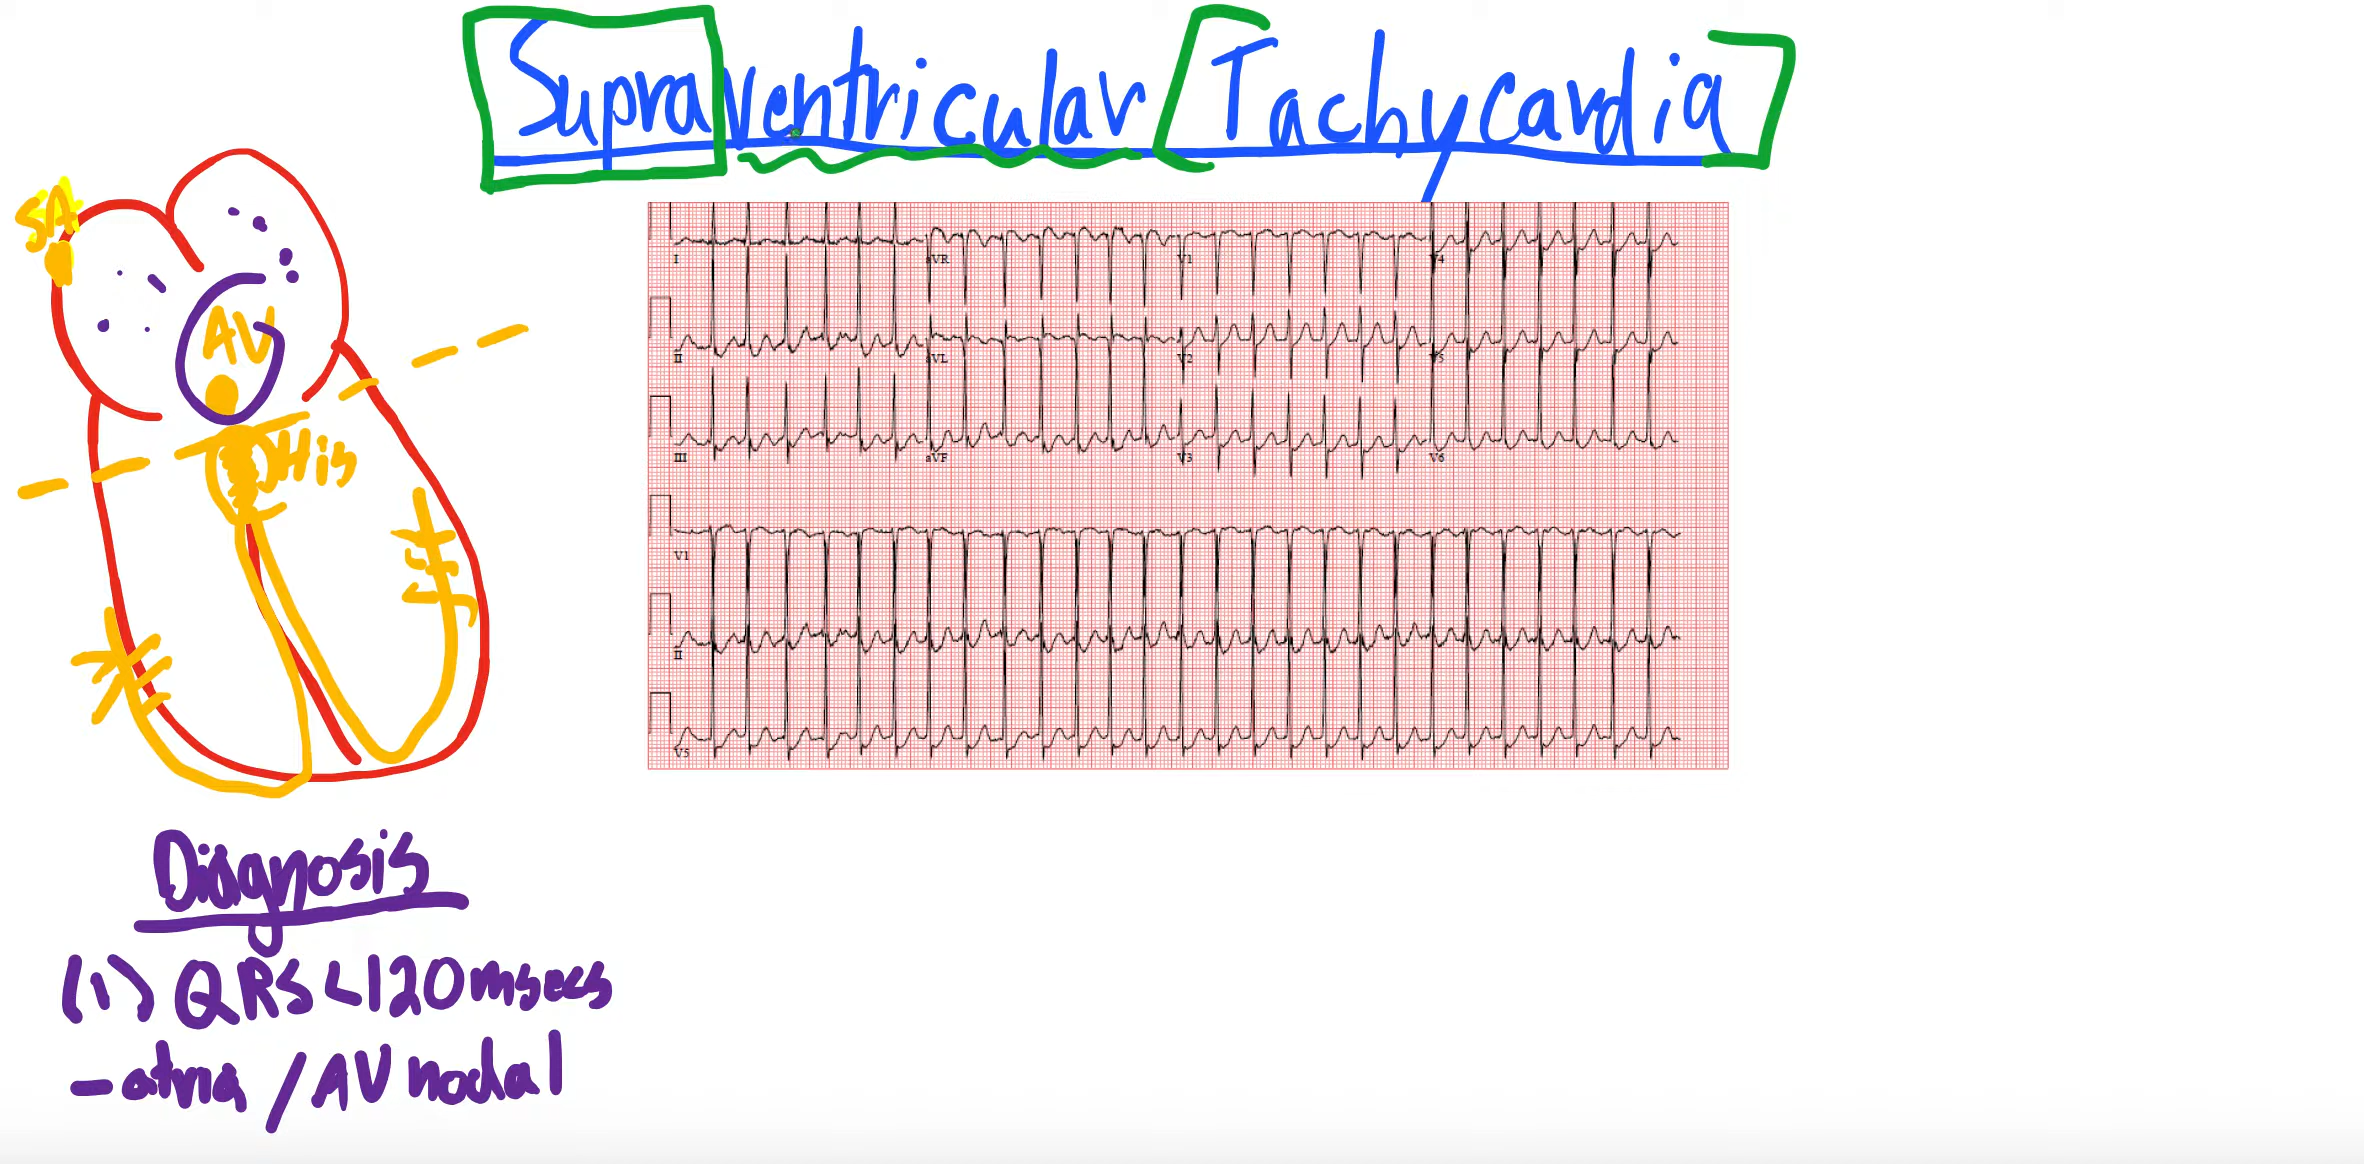 Supraventricular Tachycardia
SA
AV
His
I aVR V1 V4
II aVL V2 V5
III aVF V3 V6
V1
II
V5
Diagnosis
(1) QRS < 120 msecs
- atria / AV nodal